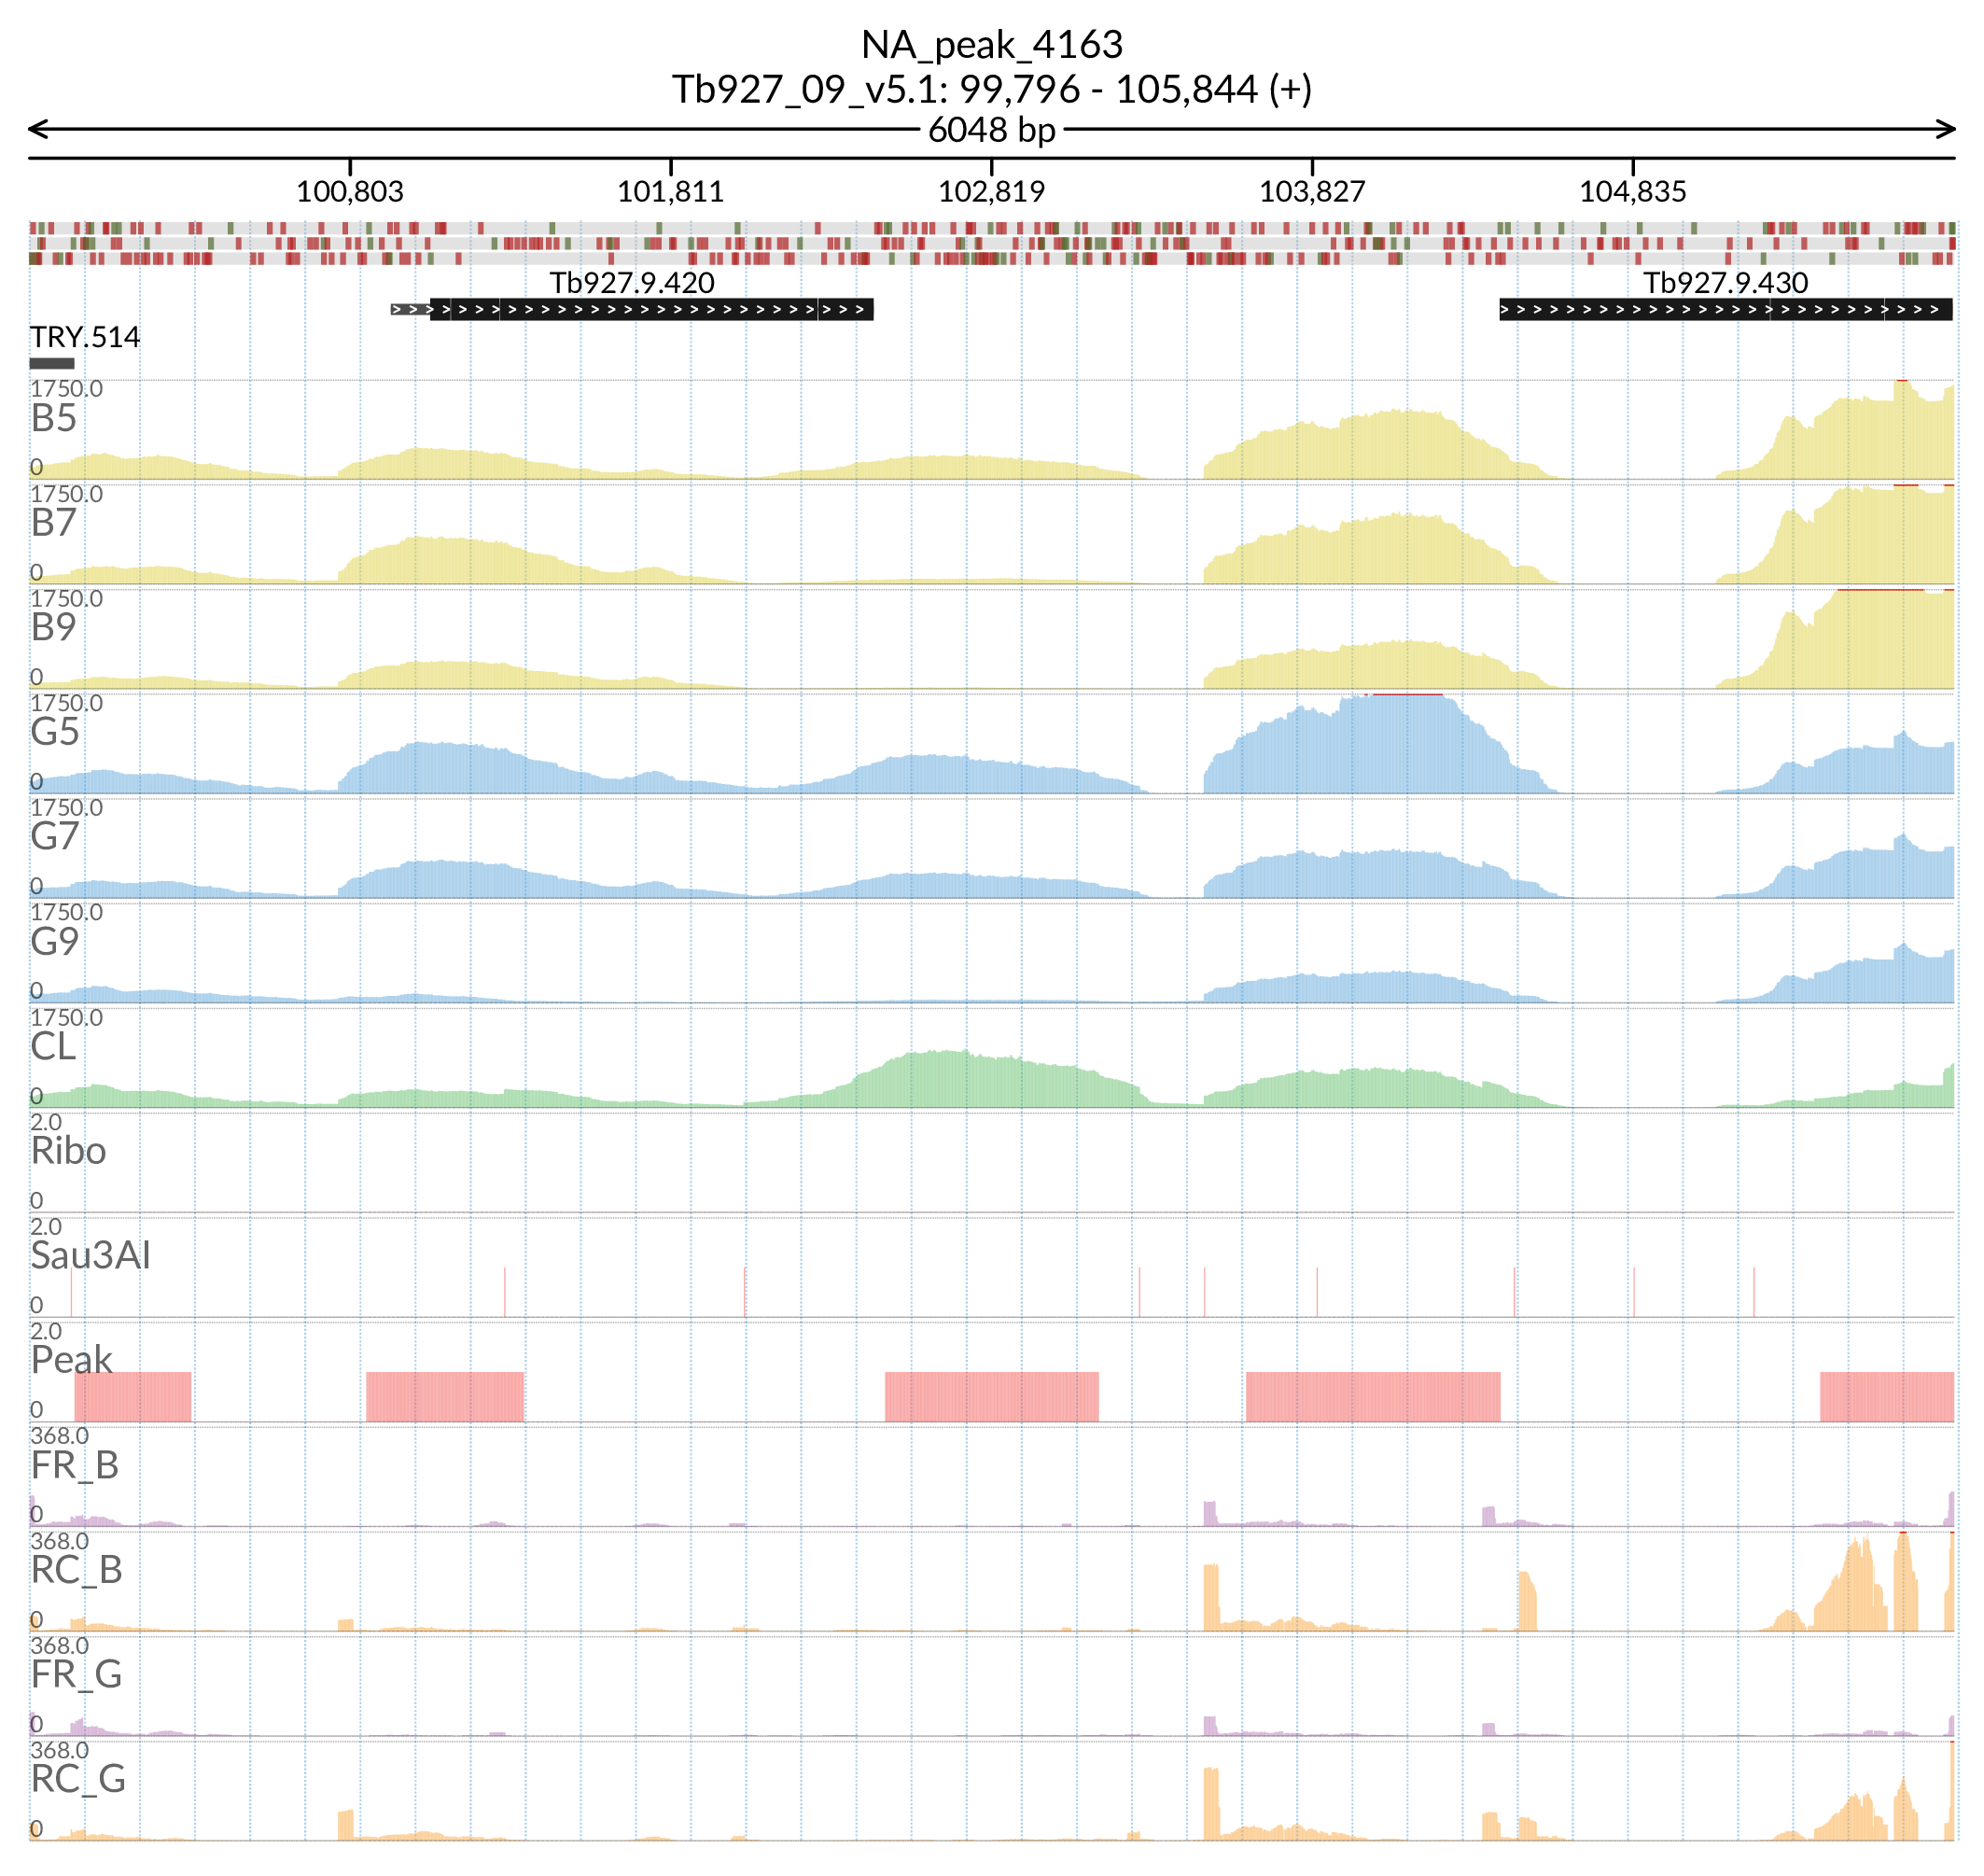 NA_peak_4163
Tb927_09_v5.1: 99,796 - 105,844 (+)
6048 bp
100,803 101,811 102,819 103,827 104,835
Tb927.9.420 Tb927.9.430
TRY.514
1750.0
B5
0
1750.0
B7
0
1750.0
B9
0
1750.0
G5
0
1750.0
G7
0
1750.0
G9
0
1750.0
CL
0
2.0
Ribo
0
2.0
Sau3AI
0
2.0
Peak
0
368.0
FR_B
0
368.0
RC_B
0
368.0
FR_G
0
368.0
RC_G
0